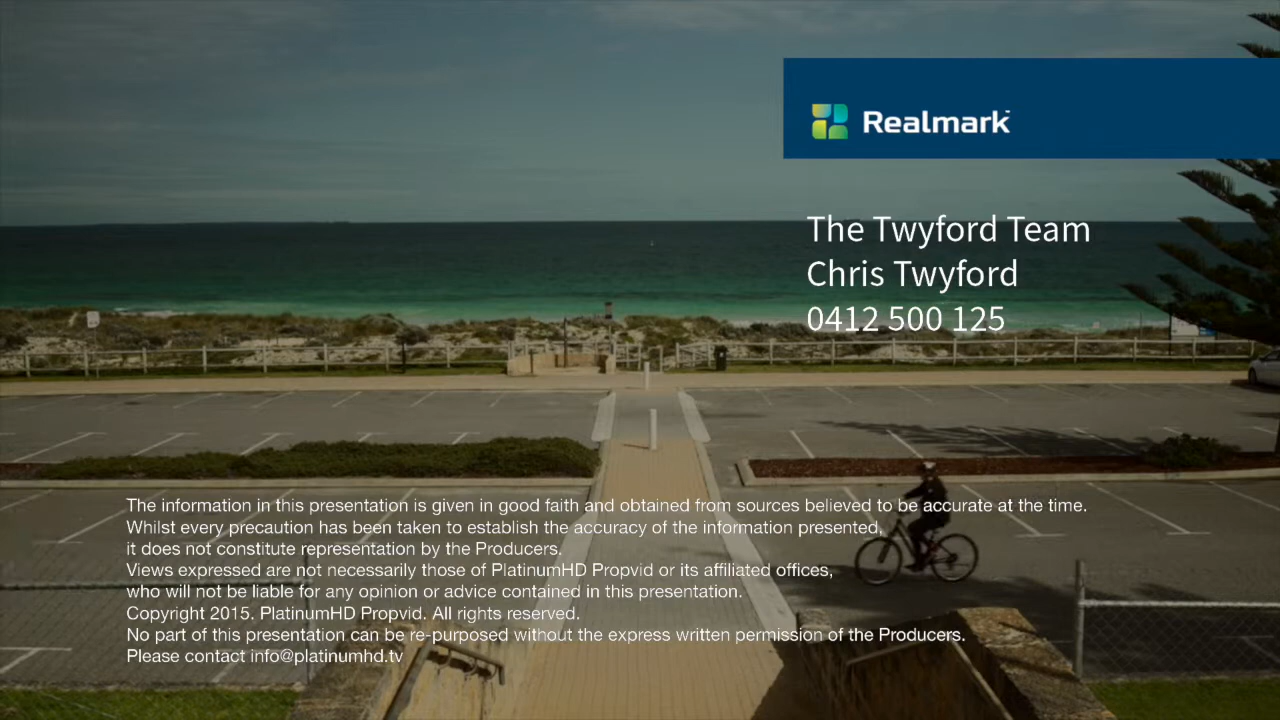 Realmark
The Twyford Team
Chris Twyford
0412 500 125
The information in this presentation is given in good faith and obtained from sources believed to be accurate at the time.
Whilst every precaution has been taken to establish the accuracy of the information presented,
it does not constitute representation by the Producers.
Views expressed are not necessarily those of PlatinumHD Propvid or its affiliated offices,
who will not be liable for any opinion or advice contained in this presentation.
Copyright 2015. PlatinumHD Propvid. All rights reserved.
No part of this presentation can be re-purposed without the express written permission of the Producers.
Please contact info@platinumhd.tv